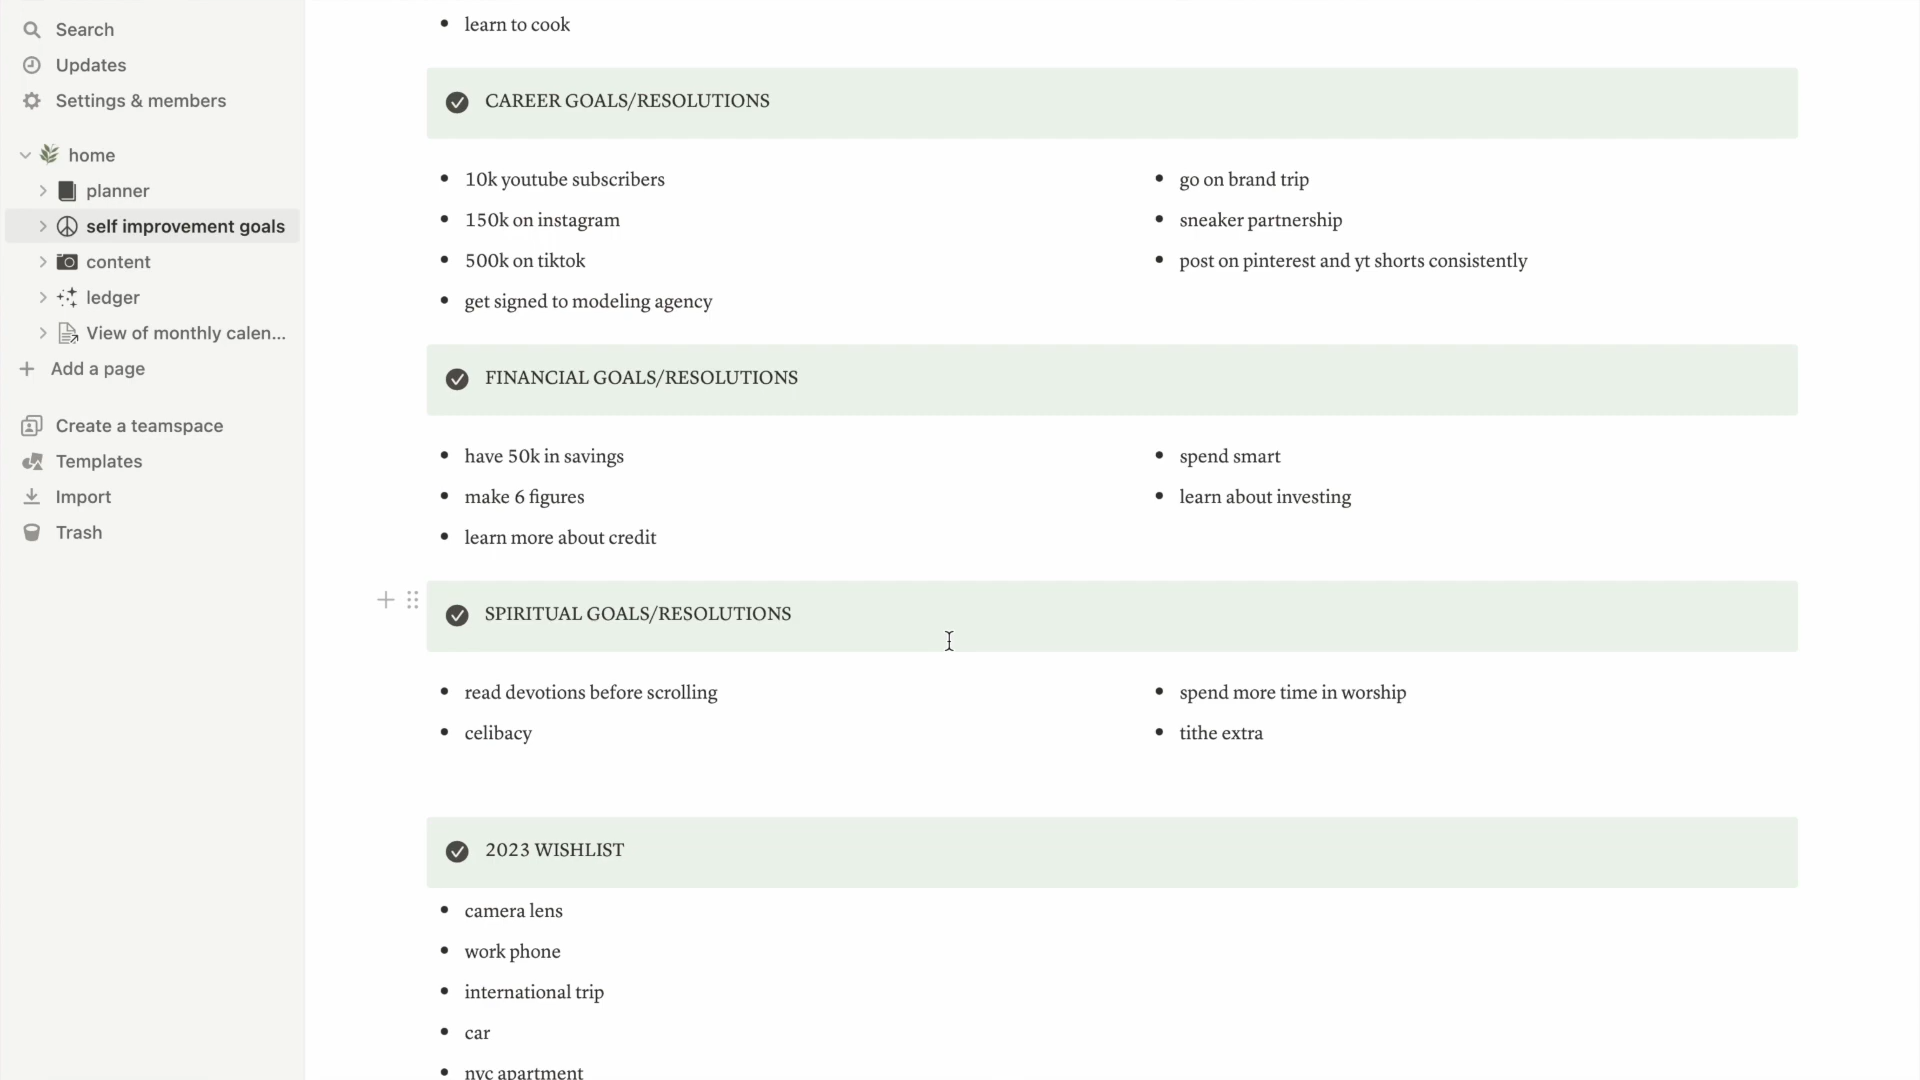 Search
Updates
Settings & members
home
planner
self improvement goals
content
ledger
View of monthly calen...
Add a page
Create a teamspace
Templates
Import
Trash
learn to cook
CAREER GOALS/RESOLUTIONS
10k youtube subscribers
150k on instagram
500k on tiktok
get signed to modeling agency
go on brand trip
sneaker partnership
post on pinterest and yt shorts consistently
FINANCIAL GOALS/RESOLUTIONS
have 50k in savings
make 6 figures
learn more about credit
spend smart
learn about investing
SPIRITUAL GOALS/RESOLUTIONS
read devotions before scrolling
celibacy
spend more time in worship
tithe extra
2023 WISHLIST
camera lens
work phone
international trip
car
nyc apartment